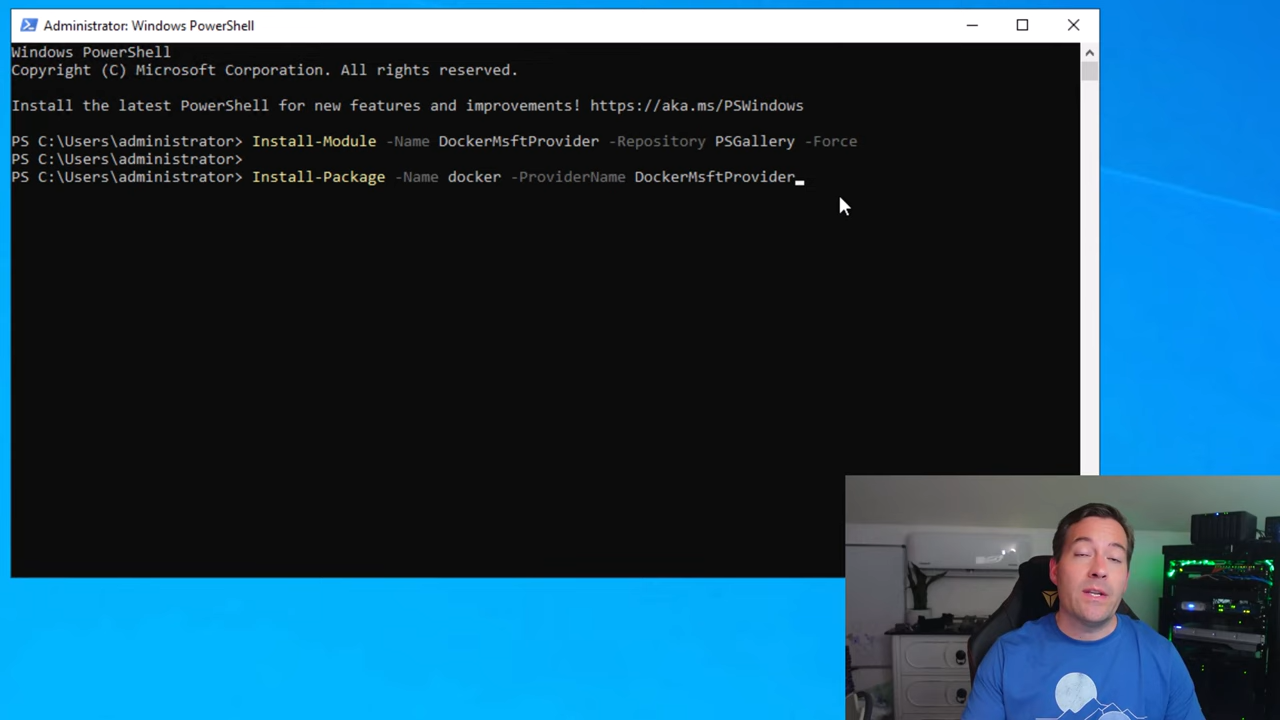 Administrator: Windows PowerShell
Windows PowerShell
Copyright (C) Microsoft Corporation. All rights reserved.
Install the latest PowerShell for new features and improvements! https://aka.ms/PSWindows
PS C:\Users\administrator> Install-Module -Name DockerMsftProvider -Repository PSGallery -Force
PS C:\Users\administrator>
PS C:\Users\administrator> Install-Package -Name docker -ProviderName DockerMsftProvider